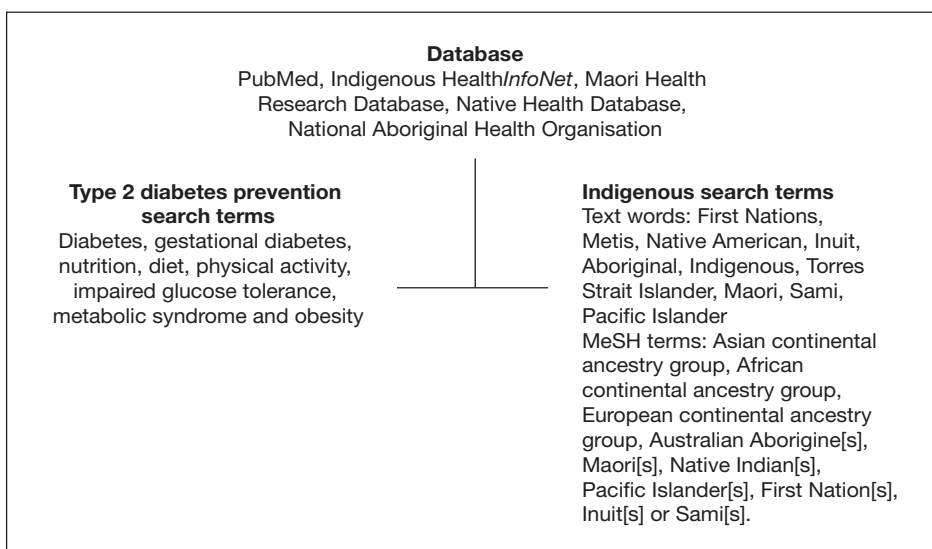 Database
PubMed, Indigenous HealthInfoNet, Maori Health
Research Database, Native Health Database,
National Aboriginal Health Organisation
Type 2 diabetes prevention
search terms
Diabetes, gestational diabetes,
nutrition, diet, physical activity,
impaired glucose tolerance,
metabolic syndrome and obesity
Indigenous search terms
Text words: First Nations,
Metis, Native American, Inuit,
Aboriginal, Indigenous, Torres
Strait Islander, Maori, Sami,
Pacific Islander
MeSH terms: Asian continental
ancestry group, African
continental ancestry group,
European continental ancestry
group, Australian Aborigine[s],
Maori[s], Native Indian[s],
Pacific Islander[s], First Nation[s],
Inuit[s] or Sami[s].